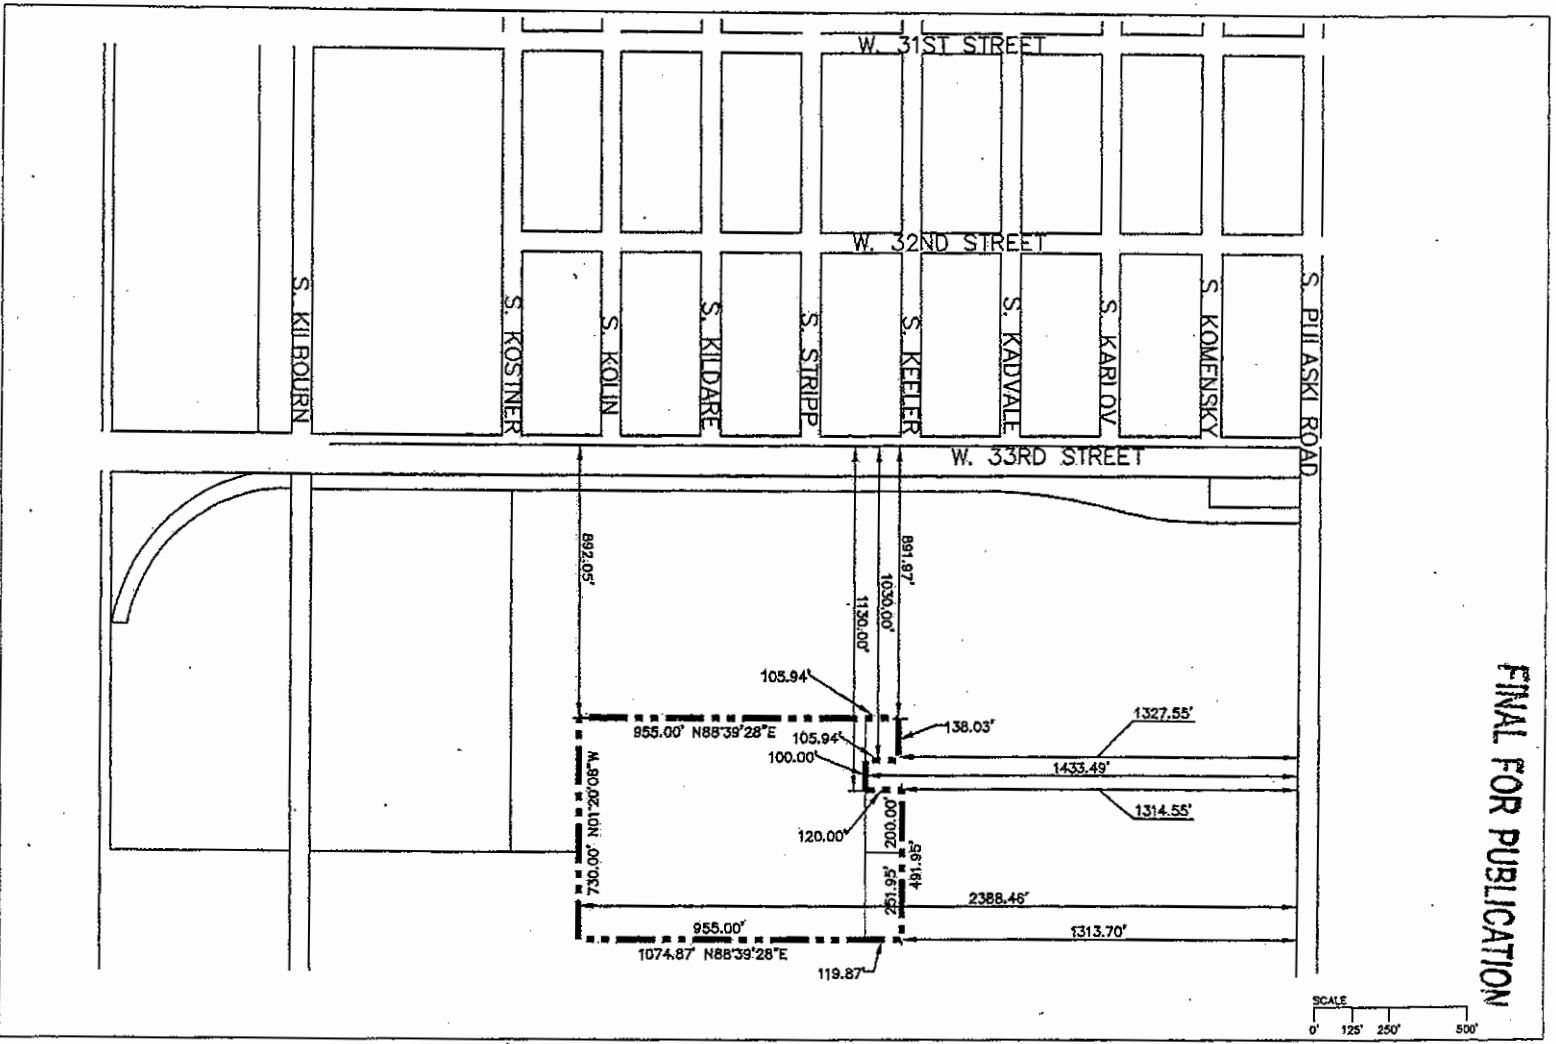 W. 31ST STREET
W. 32ND STREET
S. KILBOURN
S. KOSTNER
S. KOLIN
S. KILDARE
S. STRIPP
S. KEELER
S. KADVALE
S. KARLOV
S. KOMENSKY
S. PULASKI ROAD
W. 33RD STREET
892.05'
891.97'
1030.00'
1130.00'
105.94'
138.03'
1327.55'
955.00' N88°39'28"E
105.94'
100.00'
1433.49'
1314.55'
120.00'
200.00'
730.00' N01°20'08"W
491.95'
251.95'
2388.46'
955.00'
1313.70'
1074.87' N88°39'28"E
119.87'
FINAL FOR PUBLICATION
SCALE
0' 125' 250' 500'